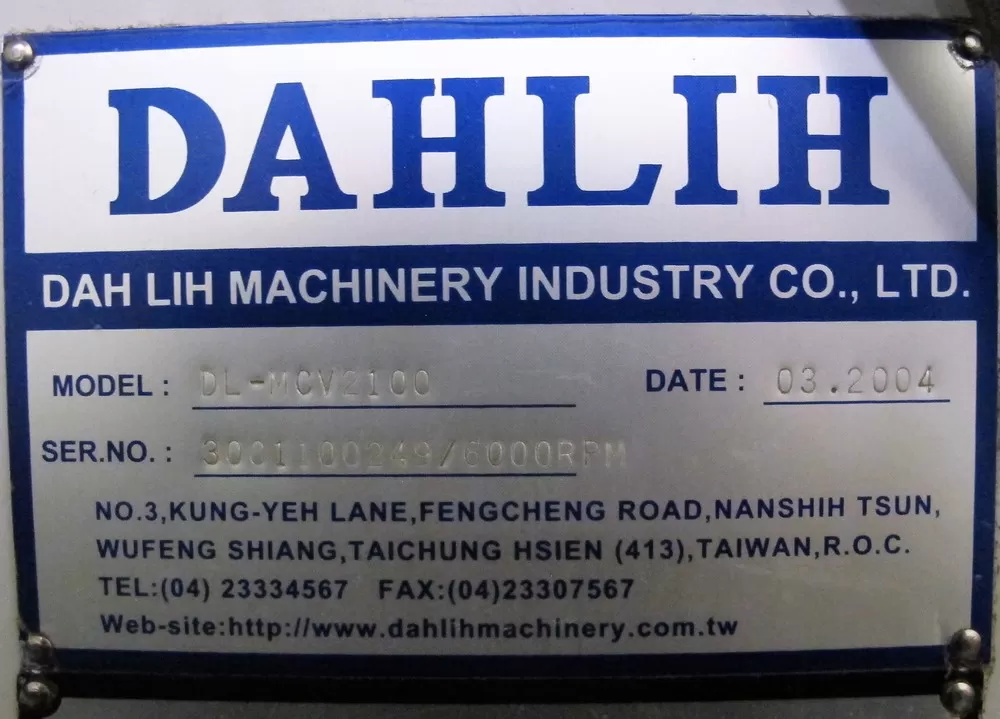 DAHLIH
DAH LIH MACHINERY INDUSTRY CO., LTD.
MODEL : DL-MCV2100 DATE : 03.2004
SER.NO. :
NO.3,KUNG-YEH LANE,FENGCHENG ROAD,NANSHIH TSUN,
WUFENG SHIANG,TAICHUNG HSIEN (413),TAIWAN,R.O.C.
TEL:(04) 23334567 FAX:(04)23307567
Web-site:http://www.dahlihmachinery.com.tw